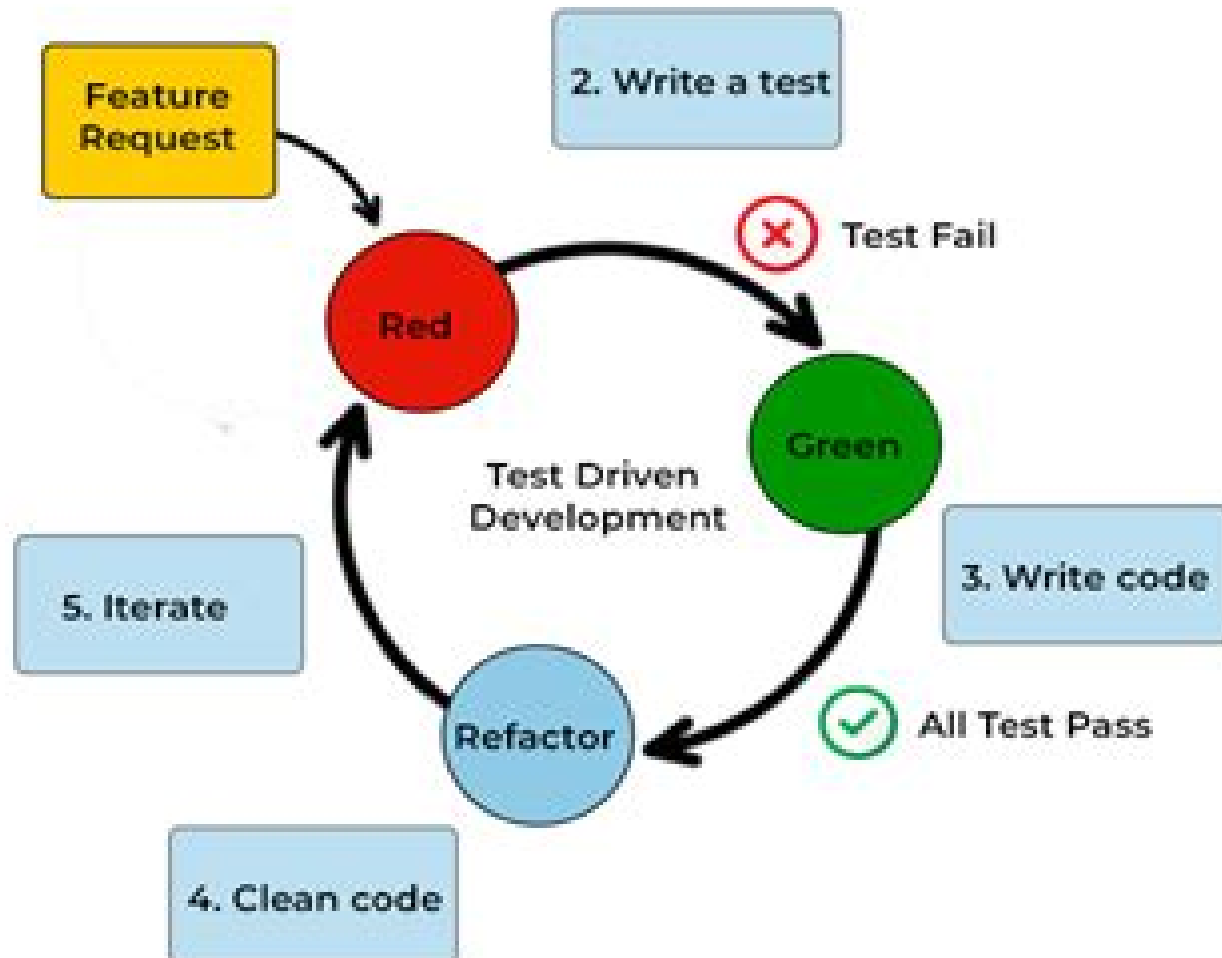 Feature
Request
2. Write a test
Test Fail
Red
Green
Test Driven
Development
3. Write code
5. Iterate
All Test Pass
Refactor
4. Clean code